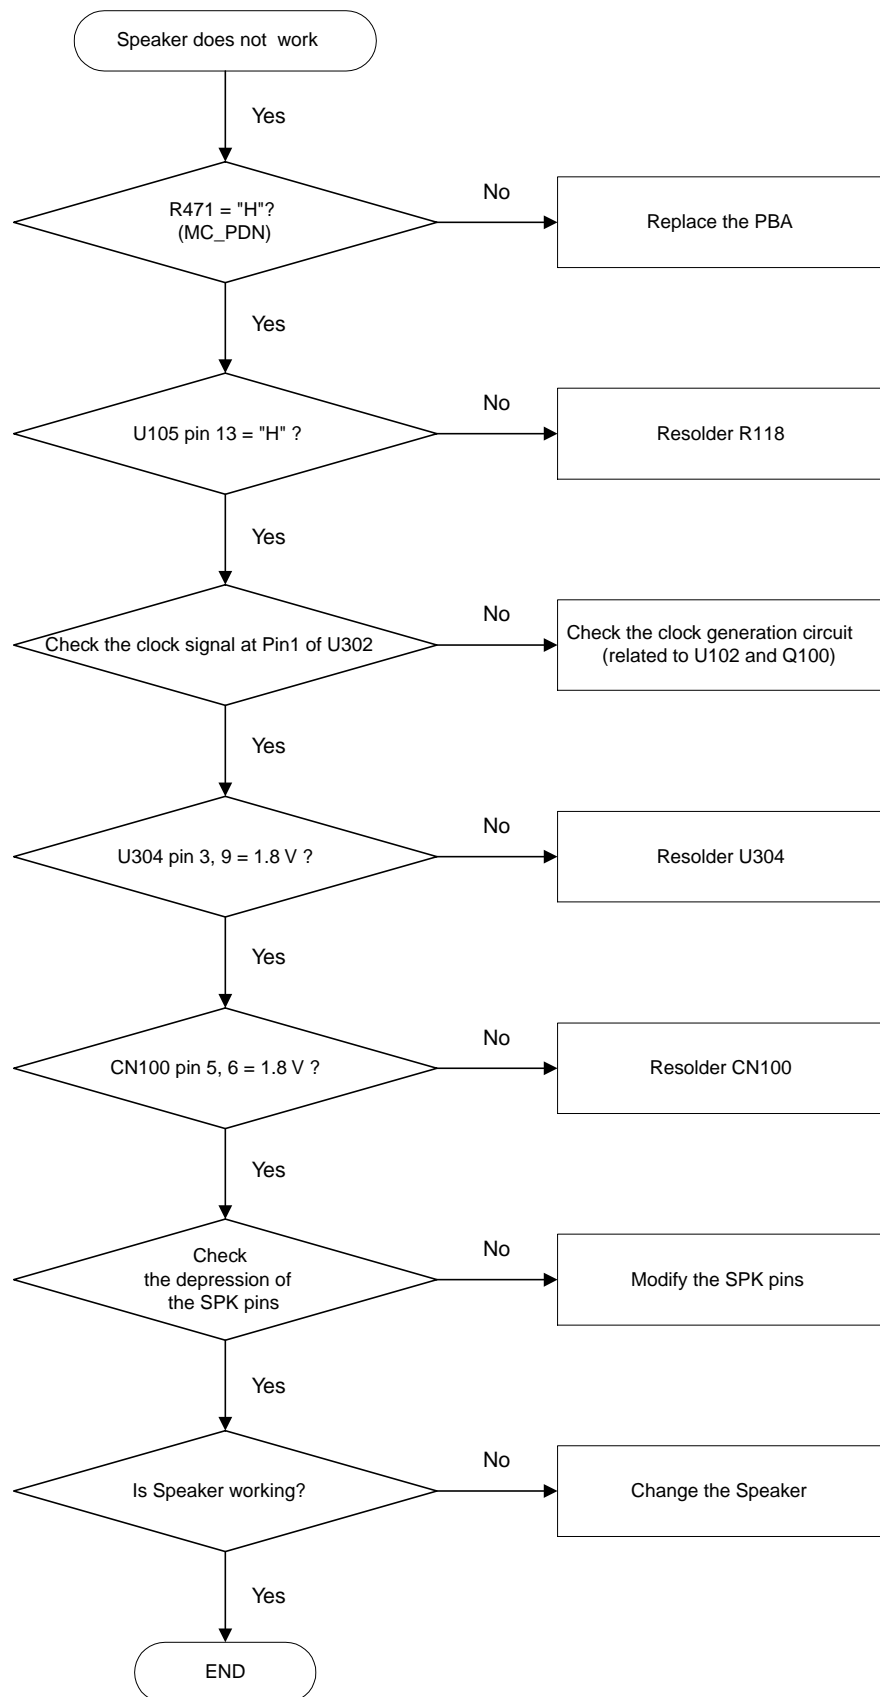 Speaker does not work
Yes
R471 = "H"?
(MC_PDN)
No
Replace the PBA
Yes
U105 pin 13 = "H" ?
No
Resolder R118
Yes
Check the clock signal at Pin1 of U302
No
Check the clock generation circuit
(related to U102 and Q100)
Yes
U304 pin 3, 9 = 1.8 V ?
No
Resolder U304
Yes
CN100 pin 5, 6 = 1.8 V ?
No
Resolder CN100
Yes
Check
the depression of
the SPK pins
No
Modify the SPK pins
Yes
Is Speaker working?
No
Change the Speaker
Yes
END